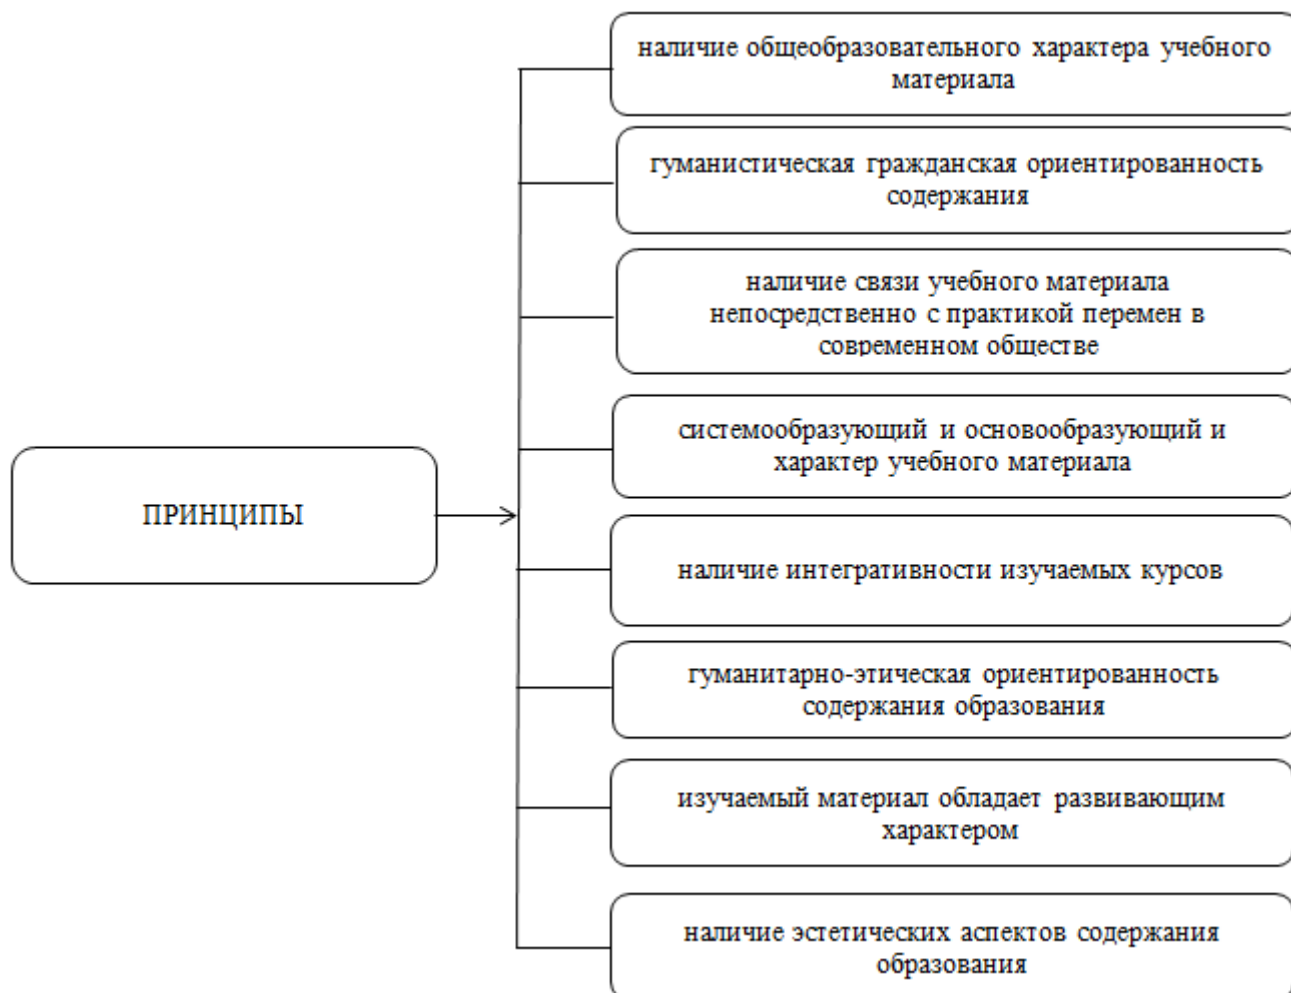 наличие общеобразовательного характера учебного
материала
гуманистическая гражданская ориентированность
содержания
наличие связи учебного материала
непосредственно с практикой перемен в
современном обществе
системообразующий и основообразующий и
характер учебного материала
ПРИНЦИПЫ
наличие интегративности изучаемых курсов
гуманитарно-этическая ориентированность
содержания образования
изучаемый материал обладает развивающим
характером
наличие эстетических аспектов содержания
образования